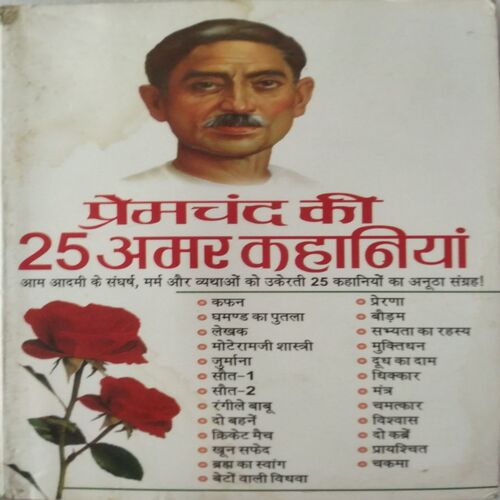 प्रेमचंद की
25 अमर कहानियां
आम आदमी के संघर्ष, मर्म और व्यथाओं को उकेरती 25 कहानियों का अनूठा संग्रह!
कफन
घमण्ड का पुतला
लेखक
मोटेरामजी शास्त्री
जुर्माना
सौत-1
सौत-2
रंगीले बाबू
दो बहनें
क्रिकेट मैच
खून सफेद
ब्रह्म का स्वांग
बेटों वाली विधवा
प्रेरणा
बौड़म
सभ्यता का रहस्य
मुक्तिधन
दूध का दाम
धिक्कार
मंत्र
चमत्कार
विश्वास
दो कब्रें
प्रायश्चित
चकमा